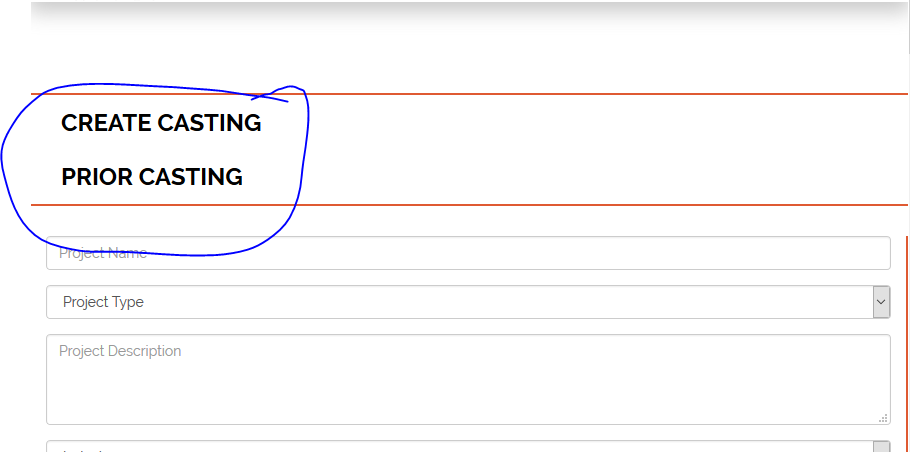 CREATE CASTING
PRIOR CASTING
Project Name
Project Type
Project Description